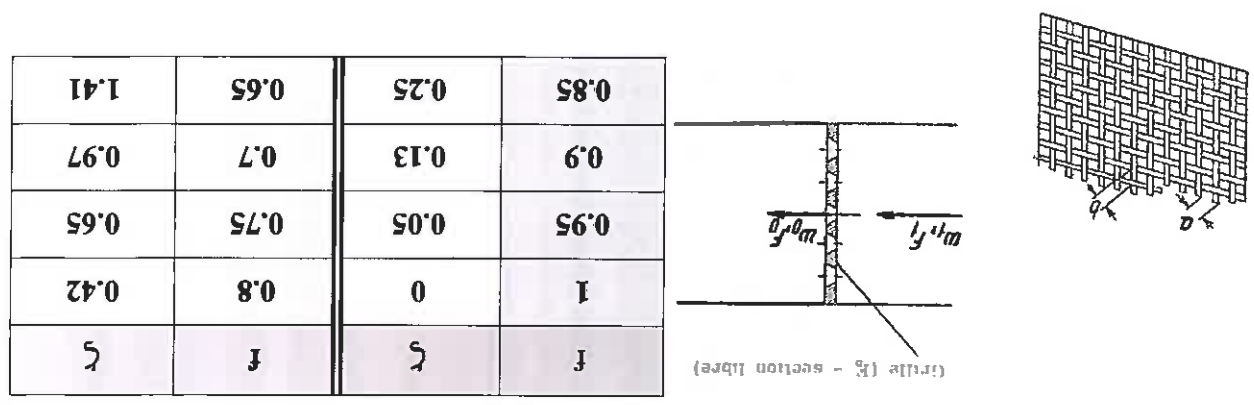 Grille (F₀ - section libre)
w₁, F₁
w₀, F₀
a
b
f ζ f ζ
1 0 0.8 0.42
0.95 0.05 0.75 0.65
0.9 0.13 0.7 0.97
0.85 0.25 0.65 1.41